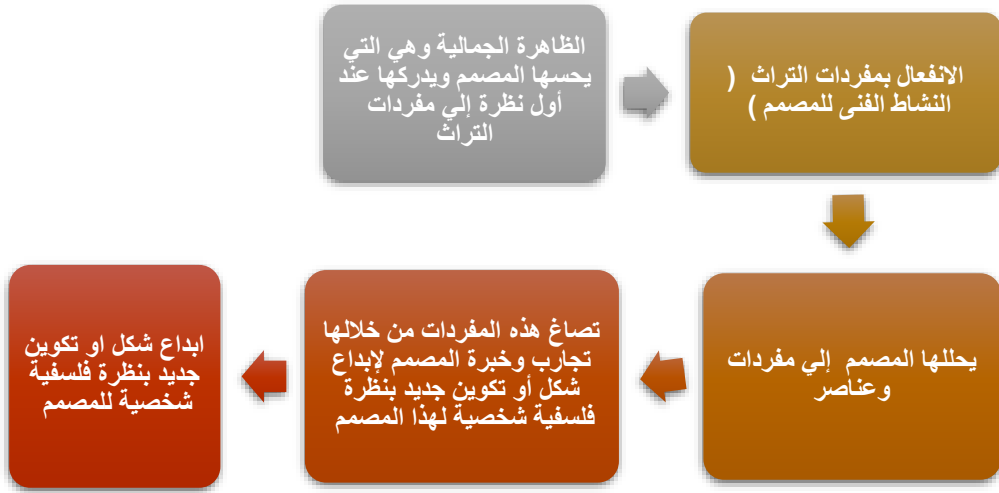 الظاهرة الجمالية وهي التي
يحسها المصمم ويدركها عند
أول نظرة إلي مفردات
التراث
الانفعال بمفردات التراث (
النشاط الفنى للمصمم )
يحللها المصمم إلي مفردات
وعناصر
تصاغ هذه المفردات من خلالها
تجارب وخبرة المصمم لإبداع
شكل أو تكوين جديد بنظرة
فلسفية شخصية لهذا المصمم
ابداع شكل او تكوين
جديد بنظرة فلسفية
شخصية للمصمم